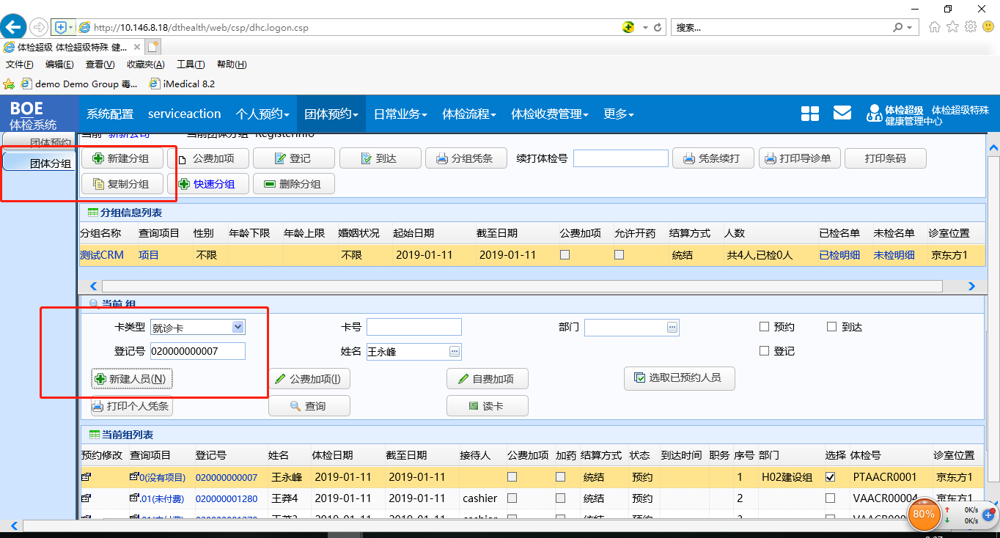 http://10.146.8.18/dthealth/web/csp/dhc.logon.csp 搜索...
体检超级 体检超级特殊 健...
文件(F) 编辑(E) 查看(V) 收藏夹(A) 工具(T) 帮助(H)
demo Demo Group 毒... iMedical 8.2
BOE
体检系统
系统配置 serviceaction 个人预约 团体预约 日常业务 体检流程 体检收费管理 更多
体检超级 体检超级特殊
健康管理中心
团体预约
团体分组
当前 新新公司 当前团体分组 RegisterInfo
新建分组 公费加项 登记 到达 分组凭条 续打体检号 凭条续打 打印导诊单 打印条码
复制分组 快速分组 删除分组
分组信息列表
分组名称 查询项目 性别 年龄下限 年龄上限 婚姻状况 起始日期 截至日期 公费加项 允许开药 结算方式 人数 已检名单 未检名单 诊室位置
测试CRM 项目 不限 不限 2019-01-11 2019-01-11 统结 共4人,已检0人 已检明细 未检明细 京东方1
当前 组
卡类型 就诊卡 卡号 部门 预约 到达
登记号 020000000007 姓名 王永峰 登记
新建人员(N) 公费加项(I) 自费加项 选取已预约人员
打印个人凭条 查询 读卡
当前组列表
预约修改 查询项目 登记号 姓名 体检日期 截至日期 接待人 公费加项 加药 结算方式 状态 到达时间 职务 序号 部门 选择 体检号 诊室位置
0(没有项目) 020000000007 王永峰 2019-01-11 2019-01-11 统结 预约 1 H02建设组 PTAACR0001 京东方1
.01(未付费) 020000001280 王莽4 2019-01-11 2019-01-11 cashier 统结 预约 2 VAACR00004 京东方1
80% 0K/s
0K/s